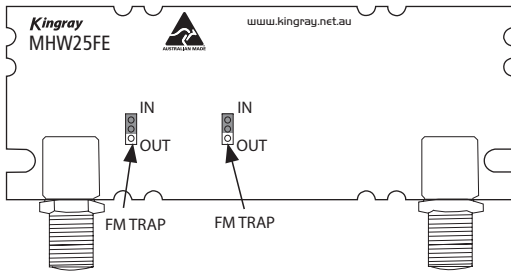 Kingray
MHW25FE
AUSTRALIAN MADE
www.kingray.net.au
IN
OUT
FM TRAP
IN
OUT
FM TRAP